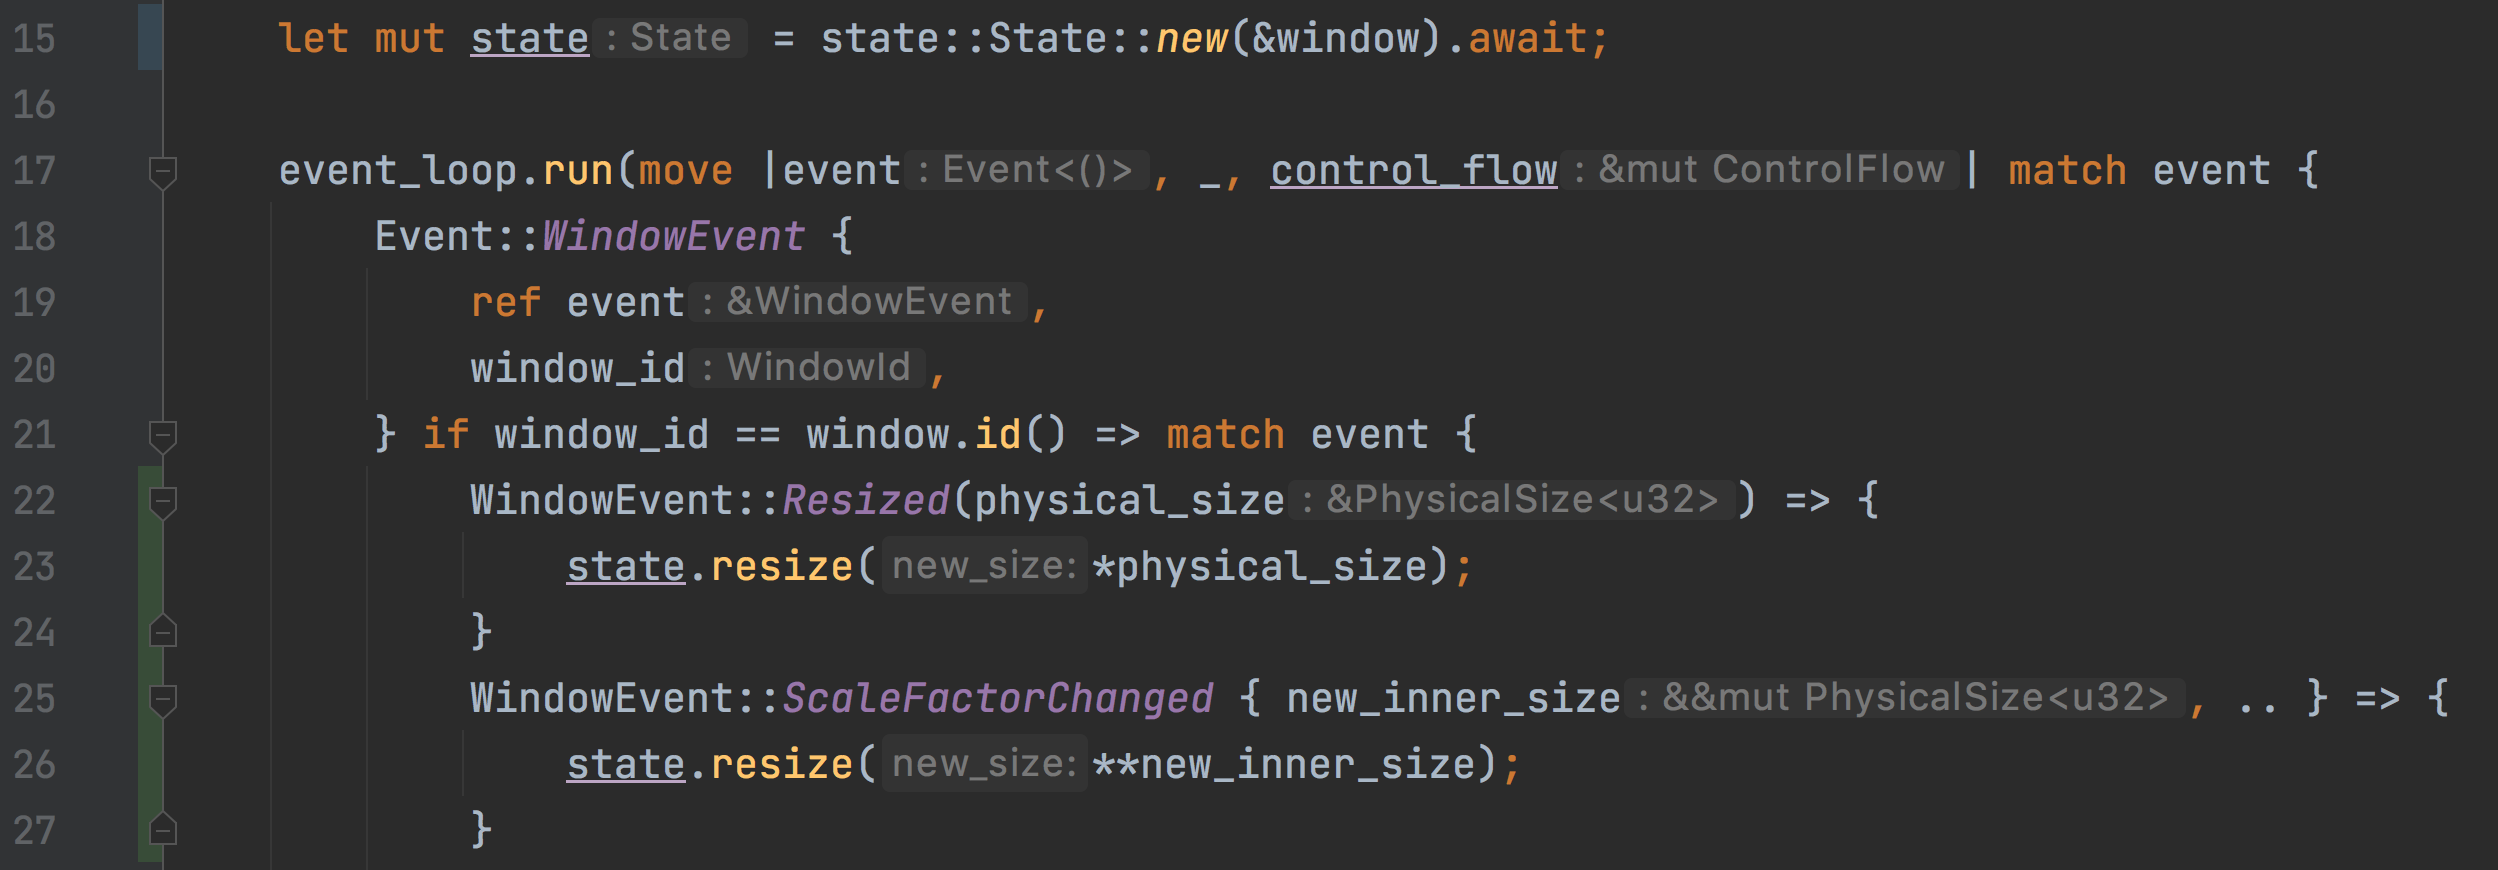 15 let mut state: State = state::State::new(&window).await;
16
17 event_loop.run(move |event: Event<()>, _, control_flow: &mut ControlFlow| match event {
18 Event::WindowEvent {
19 ref event: &WindowEvent,
20 window_id: WindowId,
21 } if window_id == window.id() => match event {
22 WindowEvent::Resized(physical_size: &PhysicalSize<u32>) => {
23 state.resize(new_size: *physical_size);
24 }
25 WindowEvent::ScaleFactorChanged { new_inner_size: &&mut PhysicalSize<u32>, .. } => {
26 state.resize(new_size: **new_inner_size);
27 }